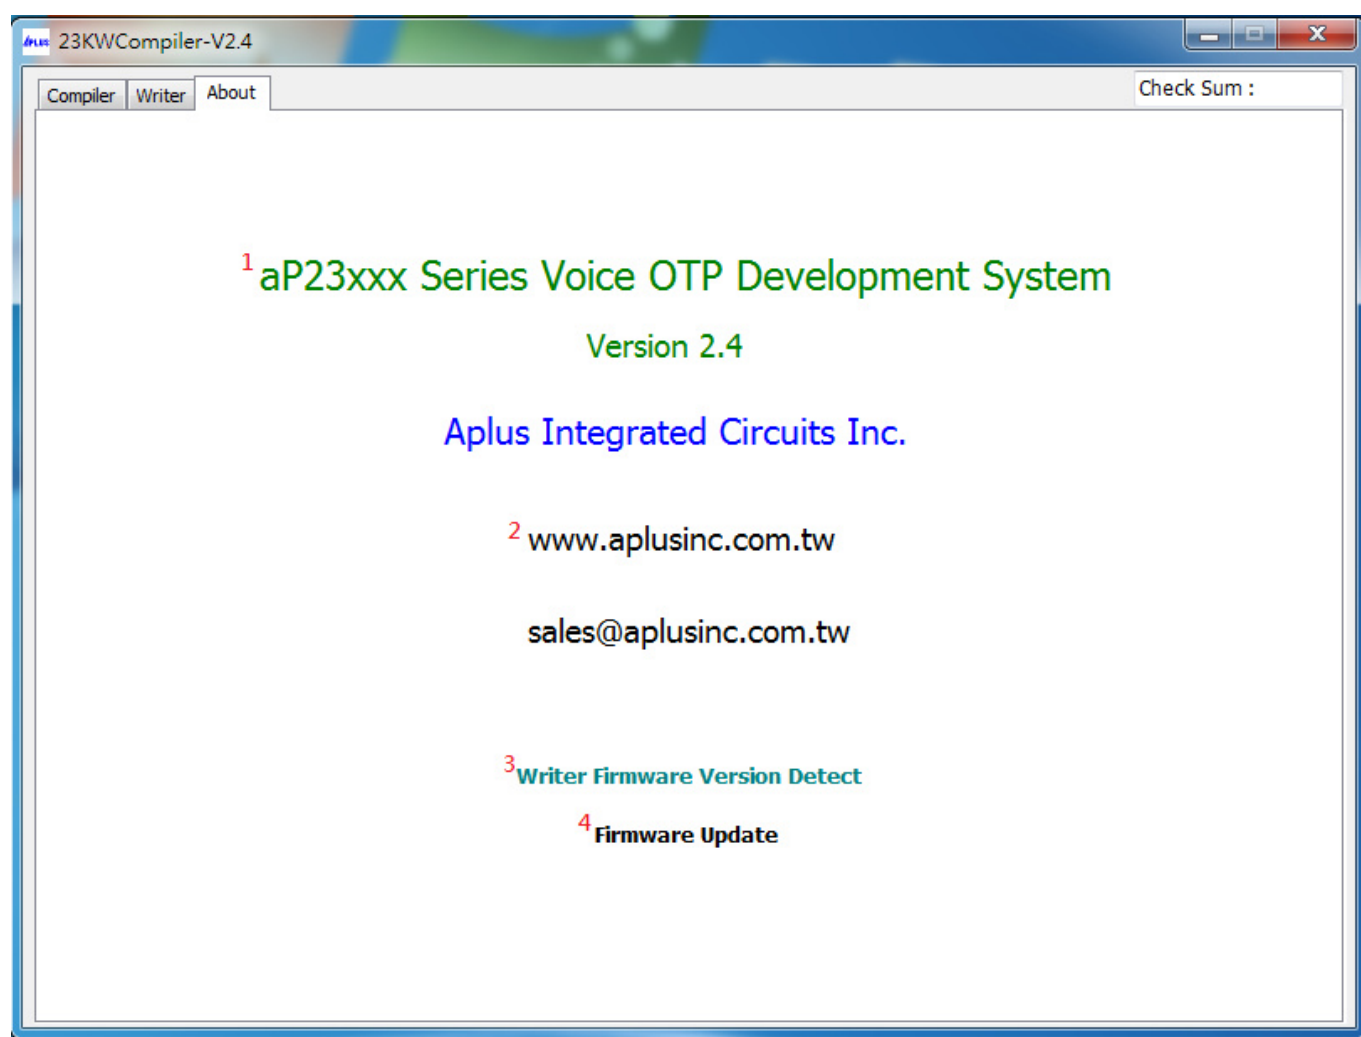 Aplus 23KWCompiler-V2.4
Compiler Writer About Check Sum :
1 aP23xxx Series Voice OTP Development System
Version 2.4
Aplus Integrated Circuits Inc.
2 www.aplusinc.com.tw
sales@aplusinc.com.tw
3 Writer Firmware Version Detect
4 Firmware Update